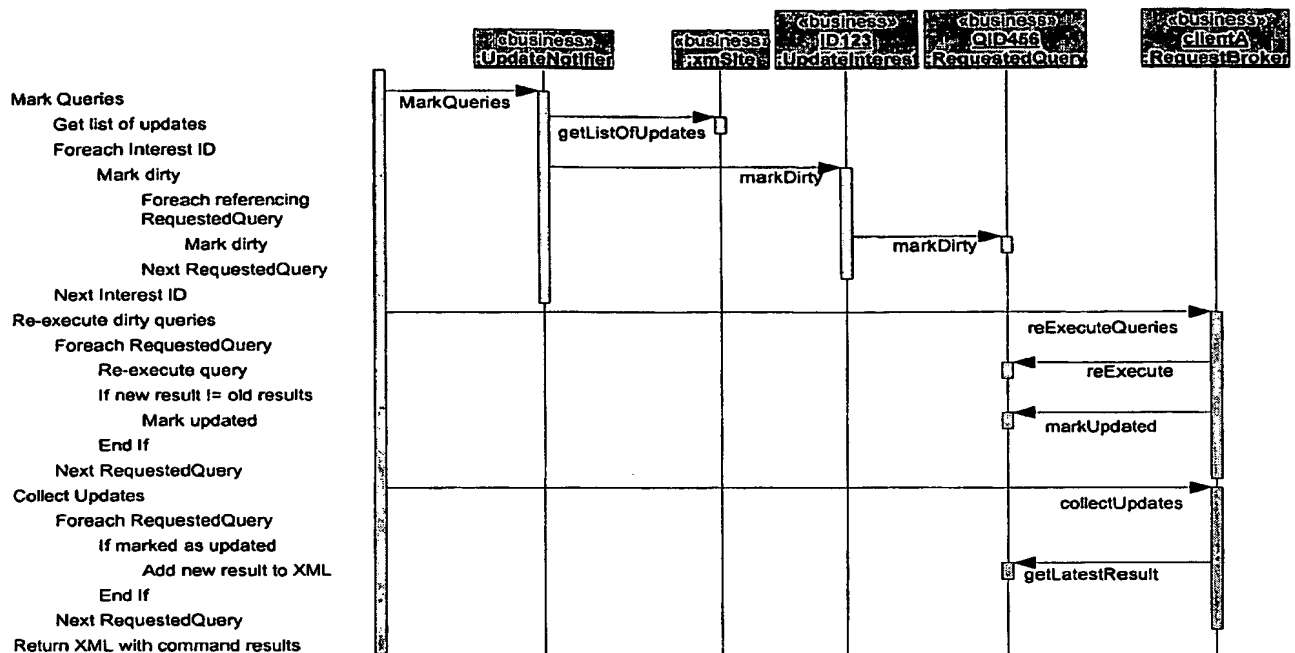 «business»
:UpdateNotifier
«business»
:xmSites
«business»
ID123
:UpdateInterest
«business»
QID456
:RequestedQuery
«business»
clientA
:RequestBroker
Mark Queries
Get list of updates
Foreach Interest ID
Mark dirty
Foreach referencing
RequestedQuery
Mark dirty
Next RequestedQuery
Next Interest ID
Re-execute dirty queries
Foreach RequestedQuery
Re-execute query
If new result != old results
Mark updated
End If
Next RequestedQuery
Collect Updates
Foreach RequestedQuery
If marked as updated
Add new result to XML
End If
Next RequestedQuery
Return XML with command results
MarkQueries
getListOfUpdates
markDirty
markDirty
reExecuteQueries
reExecute
markUpdated
collectUpdates
getLatestResult